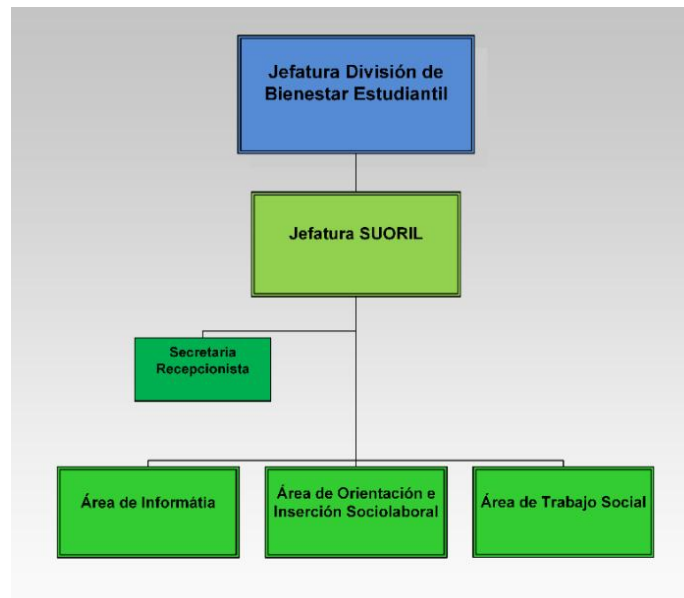 Jefatura División de
Bienestar Estudiantil
Jefatura SUORIL
Secretaria
Recepcionista
Área de Informátia
Área de Orientación e
Inserción Sociolaboral
Área de Trabajo Social